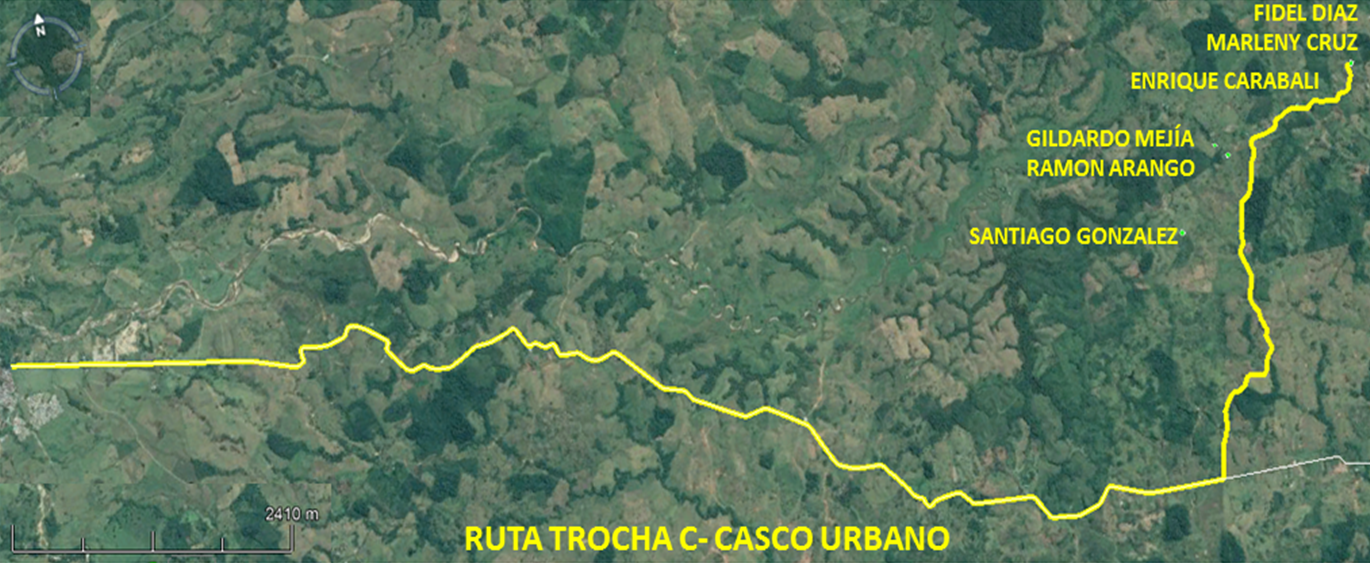 N
FIDEL DIAZ
MARLENY CRUZ
ENRIQUE CARABALI
GILDARDO MEJÍA
RAMON ARANGO
SANTIAGO GONZALEZ
2410 m
RUTA TROCHA C- CASCO URBANO